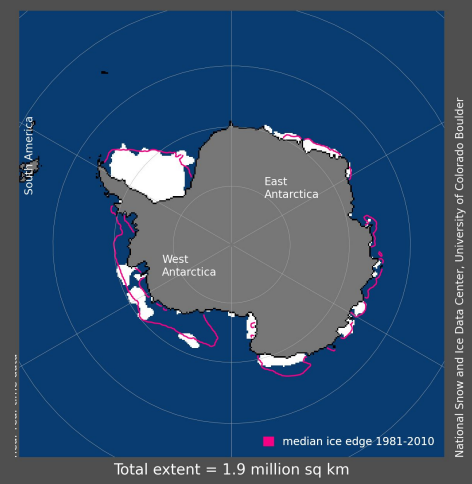 South America
East
Antarctica
West
Antarctica
median ice edge 1981-2010
Total extent = 1.9 million sq km
National Snow and Ice Data Center, University of Colorado Boulder